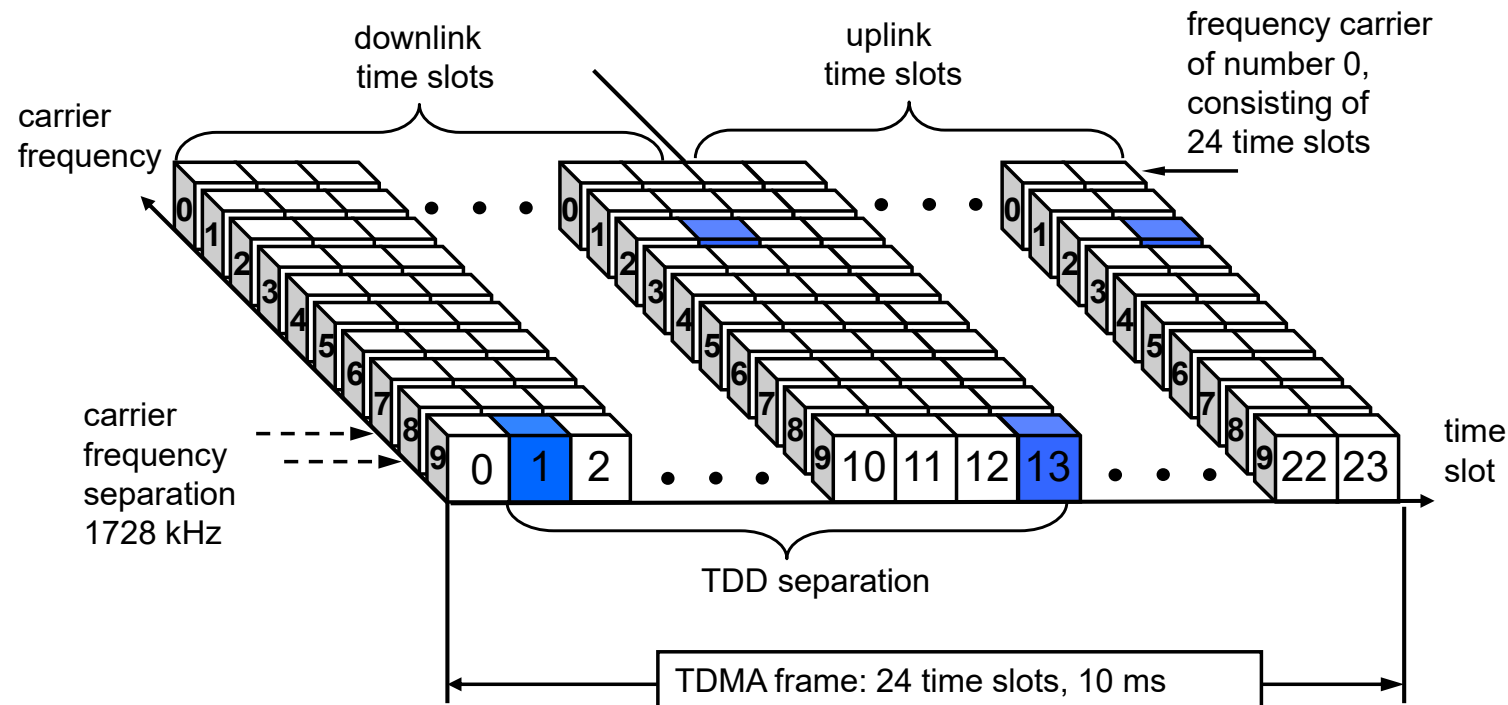 downlink
time slots
uplink
time slots
frequency carrier
of number 0,
consisting of
24 time slots
carrier
frequency
0 1 2 3 4 5 6 7 8 9
0 1 2 3 4 5 6 7 8 9
0 1 2 3 4 5 6 7 8 9
carrier
frequency
separation
1728 kHz
0 1 2 10 11 12 13 22 23
time
slot
TDD separation
TDMA frame: 24 time slots, 10 ms